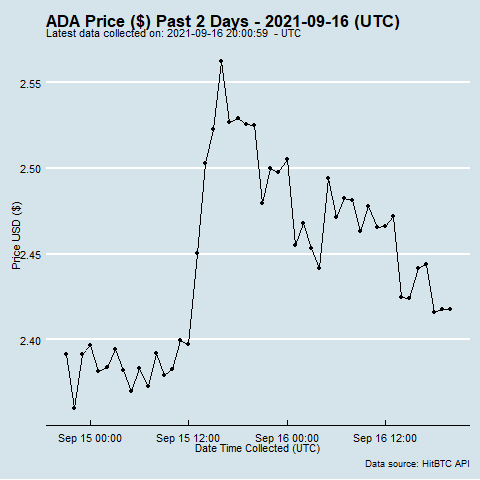 ADA Price ($) Past 2 Days - 2021-09-16 (UTC)
Latest data collected on: 2021-09-16 20:00:59 - UTC
2.55
2.50
2.45
2.40
Price USD ($)
Sep 15 00:00 Sep 15 12:00 Sep 16 00:00 Sep 16 12:00
Date Time Collected (UTC)
Data source: HitBTC API